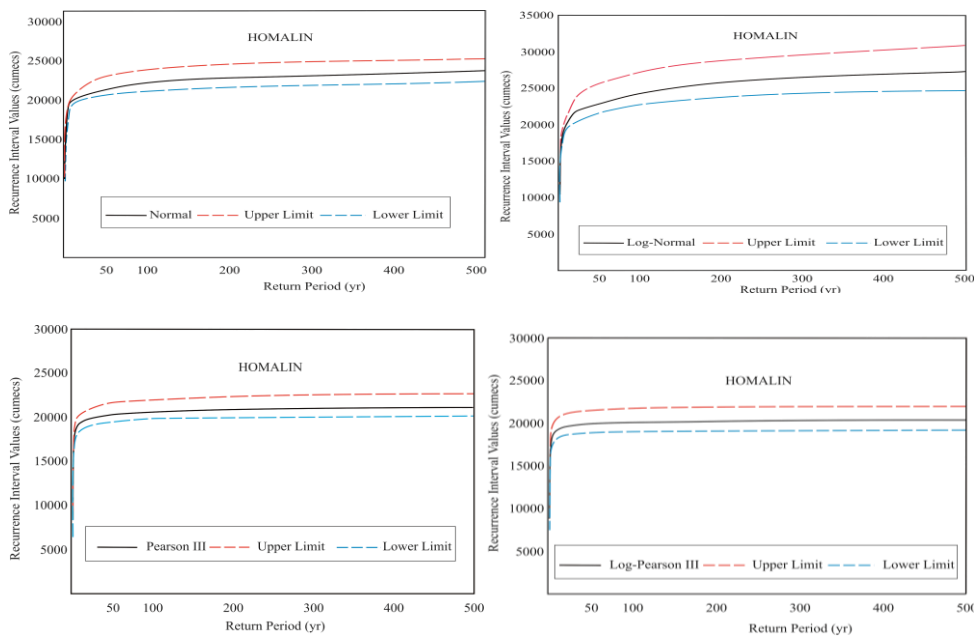 30000
25000
20000
15000
10000
5000
Recurrence Interval Values (cumecs)
HOMALIN
Normal Upper Limit Lower Limit
50 100 200 300 400 500
Return Period (yr)
35000
30000
25000
20000
15000
10000
5000
Recurrence Interval Values (cumecs)
HOMALIN
Log-Normal Upper Limit Lower Limit
50 100 200 300 400 500
Return Period (yr)
30000
25000
20000
15000
10000
5000
Recurrence Interval Values (cumecs)
HOMALIN
Pearson III Upper Limit Lower Limit
50 100 200 300 400 500
Return Period (yr)
30000
25000
20000
15000
10000
5000
Recurrence Interval Values (cumecs)
HOMALIN
Log-Pearson III Upper Limit Lower Limit
50 100 200 300 400 500
Return Period (yr)